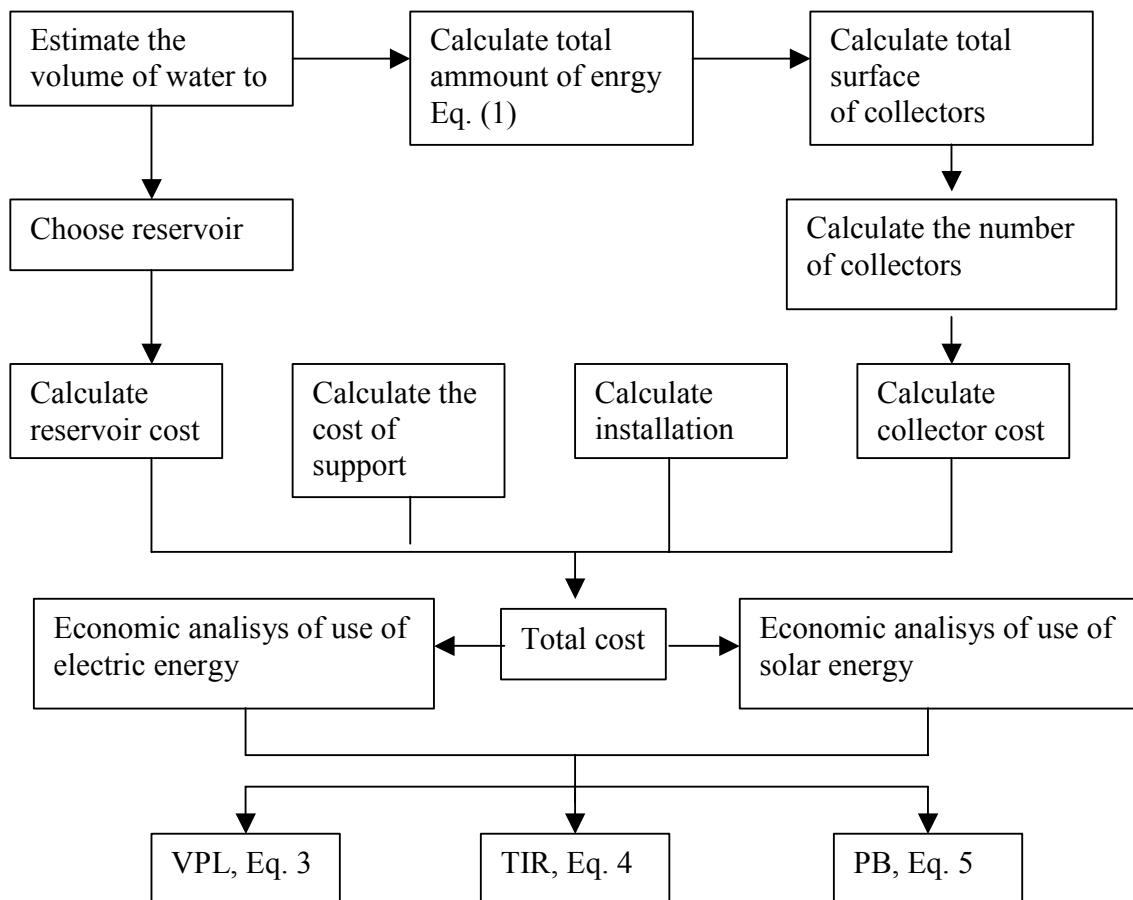 Estimate the
volume of water to
Calculate total
ammount of enrgy
Eq. (1)
Calculate total
surface
of collectors
Choose reservoir
Calculate the number
of collectors
Calculate
reservoir cost
Calculate the
cost of
support
Calculate
installation
Calculate
collector cost
Economic analisys of use of
electric energy
Total cost
Economic analisys of use of
solar energy
VPL, Eq. 3
TIR, Eq. 4
PB, Eq. 5